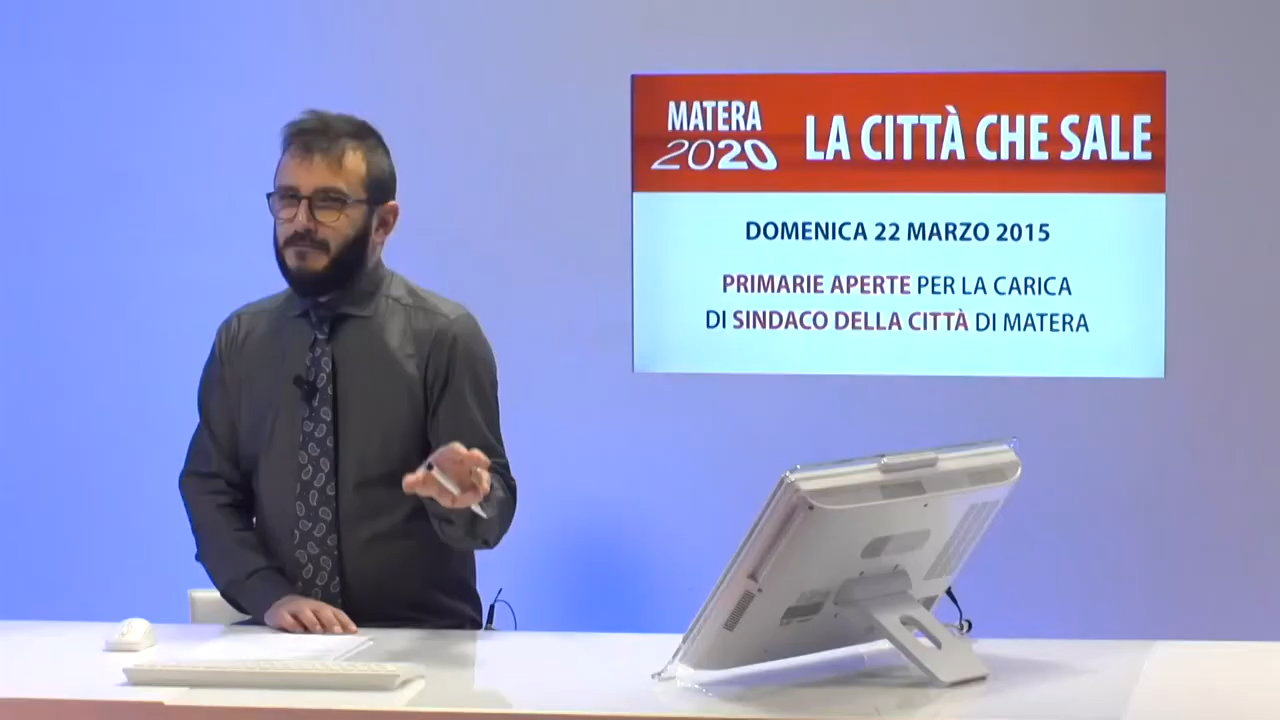 MATERA
2020
LA CITTÀ CHE SALE
DOMENICA 22 MARZO 2015
PRIMARIE APERTE PER LA CARICA
DI SINDACO DELLA CITTÀ DI MATERA